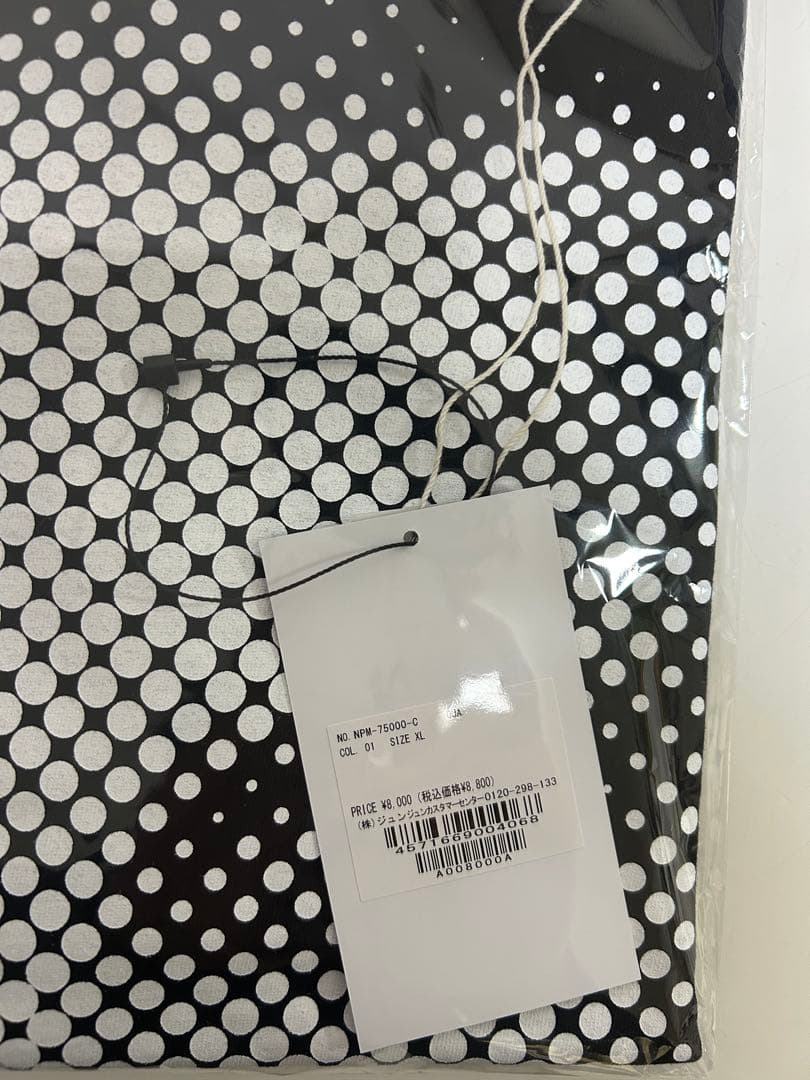 NO. NPM-75000-C JA
COL. 01 SIZE XL
PRICE ¥8,000 (税込価格¥8,800)
(株)ジュンジュンカスタマーセンター0120-298-133
4571669004068
A008000A